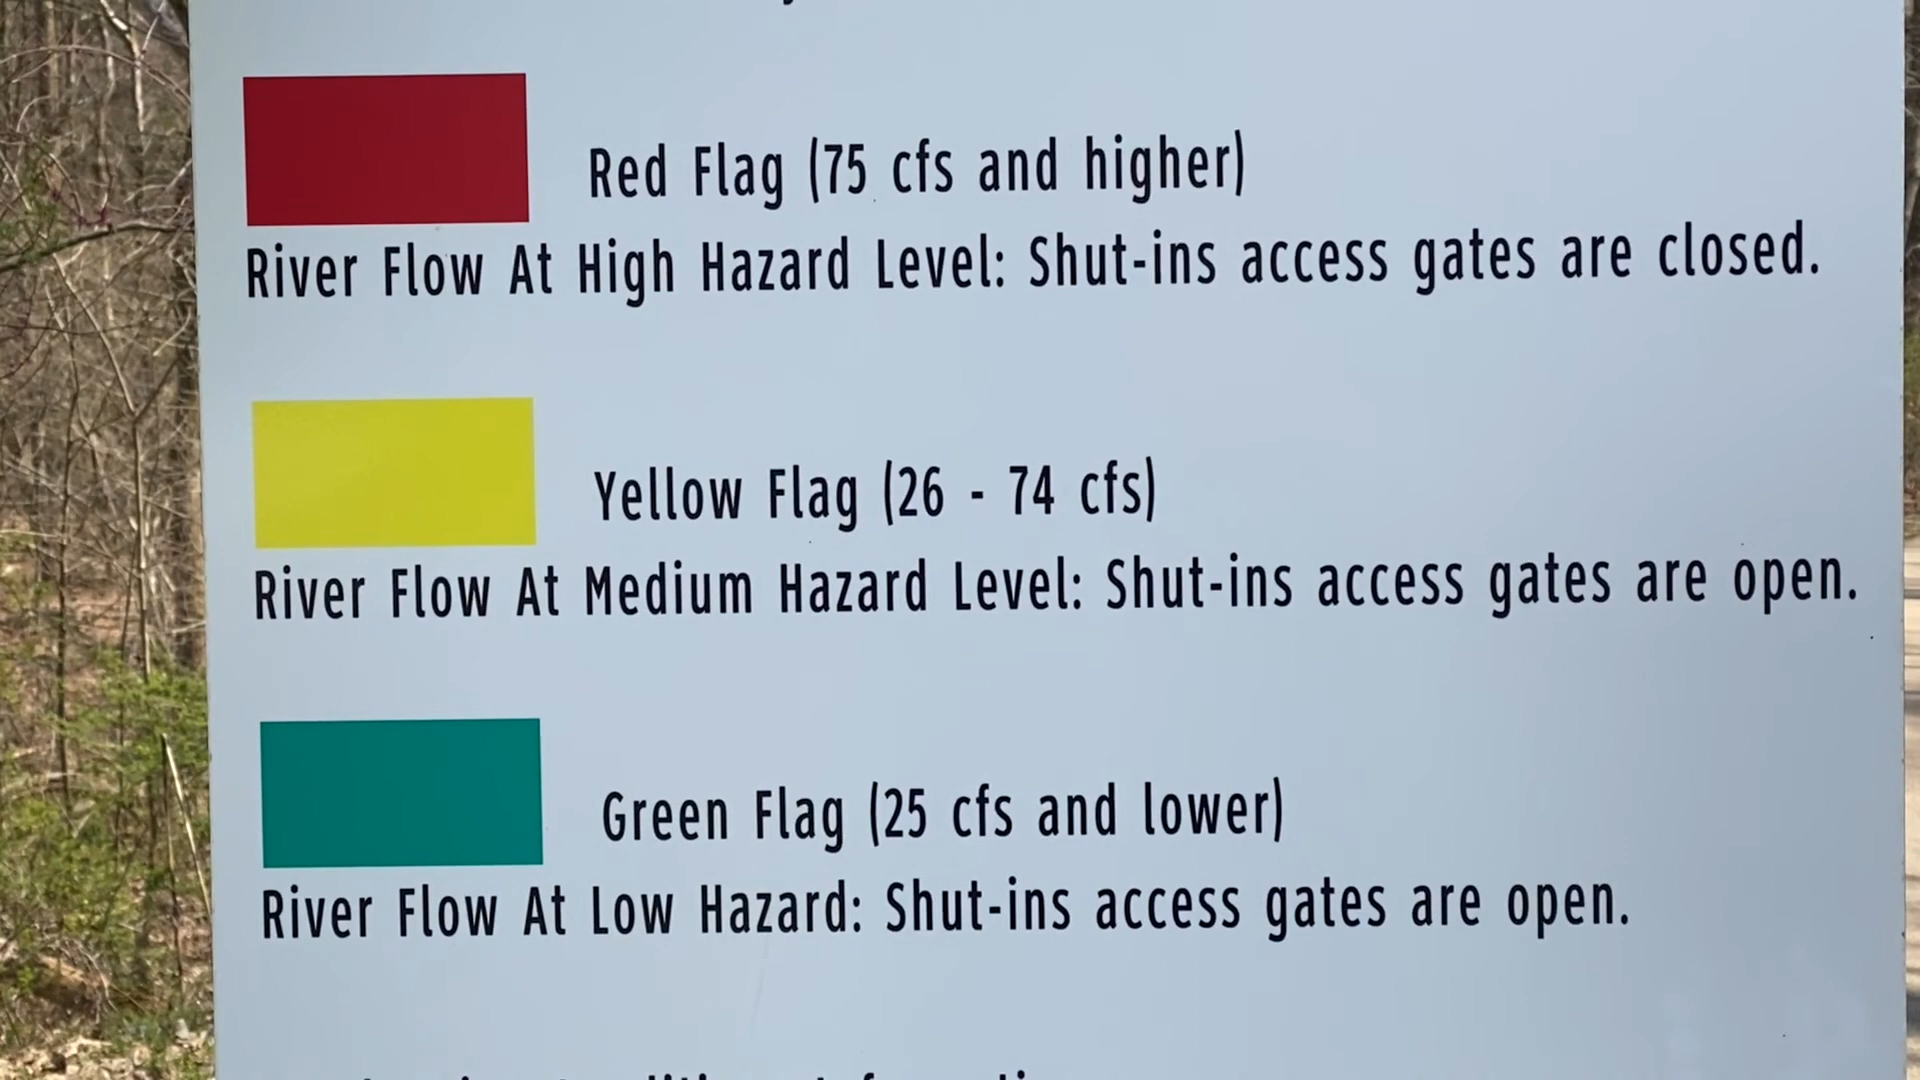 Red Flag (75 cfs and higher)
River Flow At High Hazard Level: Shut-ins access gates are closed.
Yellow Flag (26 - 74 cfs)
River Flow At Medium Hazard Level: Shut-ins access gates are open.
Green Flag (25 cfs and lower)
River Flow At Low Hazard: Shut-ins access gates are open.